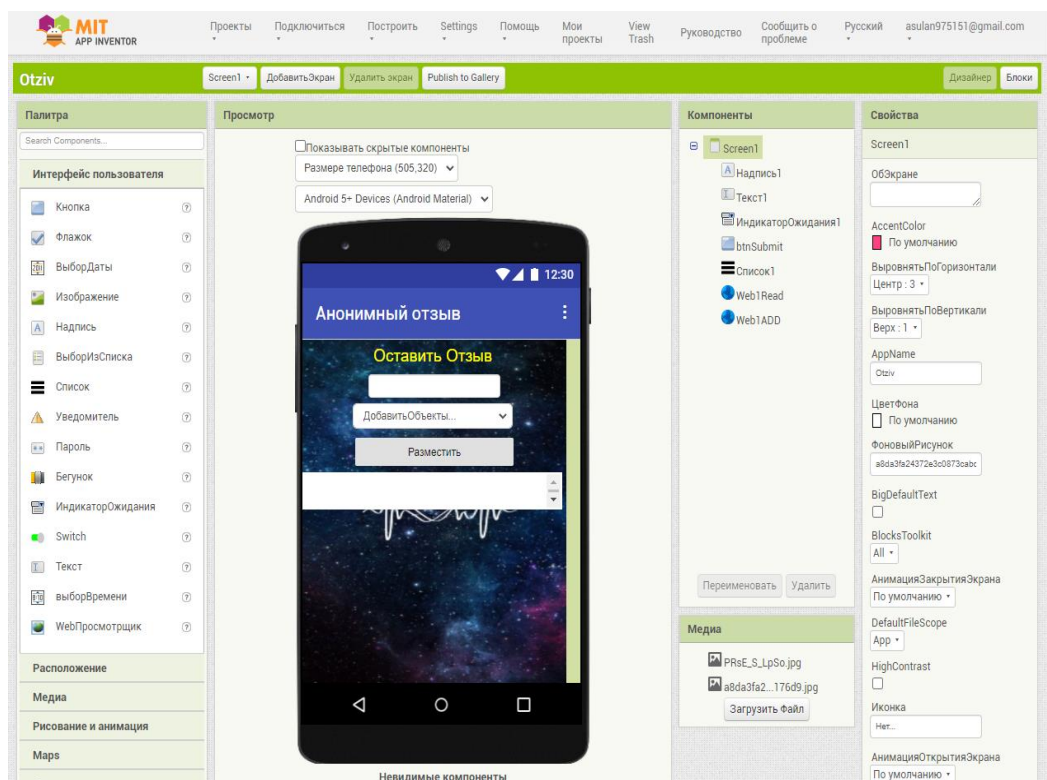 MIT
APP INVENTOR
Проекты
Подключиться
Построить
Settings
Помощь
Мои
проекты
View
Trash
Руководство
Сообщить о
проблеме
Русский
asulan975151@gmail.com
Otziv
Screen1
ДобавитьЭкран
Удалить экран
Publish to Gallery
Дизайнер
Блоки
Палитра
Search Components...
Интерфейс пользователя
Кнопка
Флажок
ВыборДаты
Изображение
Надпись
ВыборИзСписка
Список
Уведомитель
Пароль
Бегунок
ИндикаторОжидания
Switch
Текст
выборВремени
WebПросмотрщик
Расположение
Медиа
Рисование и анимация
Maps
Просмотр
Показывать скрытые компоненты
Размере телефона (505,320)
Android 5+ Devices (Android Material)
12:30
Анонимный отзыв
Оставить Отзыв
ДобавитьОбъекты...
Разместить
Невидимые компоненты
Компоненты
Screen1
Надпись1
Текст1
ИндикаторОжидания1
btnSubmit
Список1
Web1Read
Web1ADD
Переименовать
Удалить
Медиа
PRsE_S_LpSo.jpg
a8da3fa2...176d9.jpg
Загрузить Файл
Свойства
Screen1
ОбЭкране
AccentColor
По умолчанию
ВыровнятьПоГоризонтали
Центр : 3
ВыровнятьПоВертикали
Верх : 1
AppName
Otziv
ЦветФона
По умолчанию
ФоновыйРисунок
a8da3fa24372e3c0873cabc
BigDefaultText
BlocksToolkit
All
АнимацияЗакрытияЭкрана
По умолчанию
DefaultFileScope
App
HighContrast
Иконка
Нет...
АнимацияОткрытияЭкрана
По умолчанию